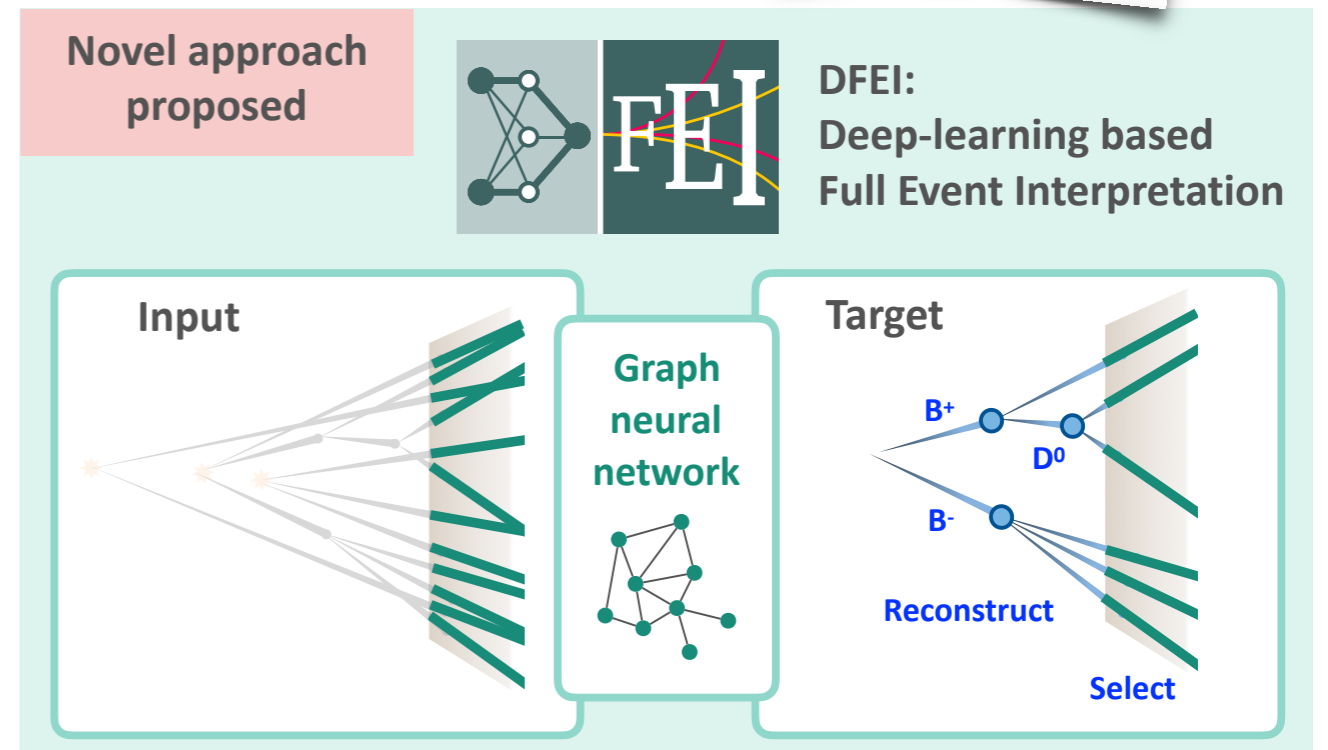 Novel approach
proposed
FEI
DFEI:
Deep-learning based
Full Event Interpretation
Input
Graph
neural
network
Target
B⁺
D⁰
B⁻
Reconstruct
Select